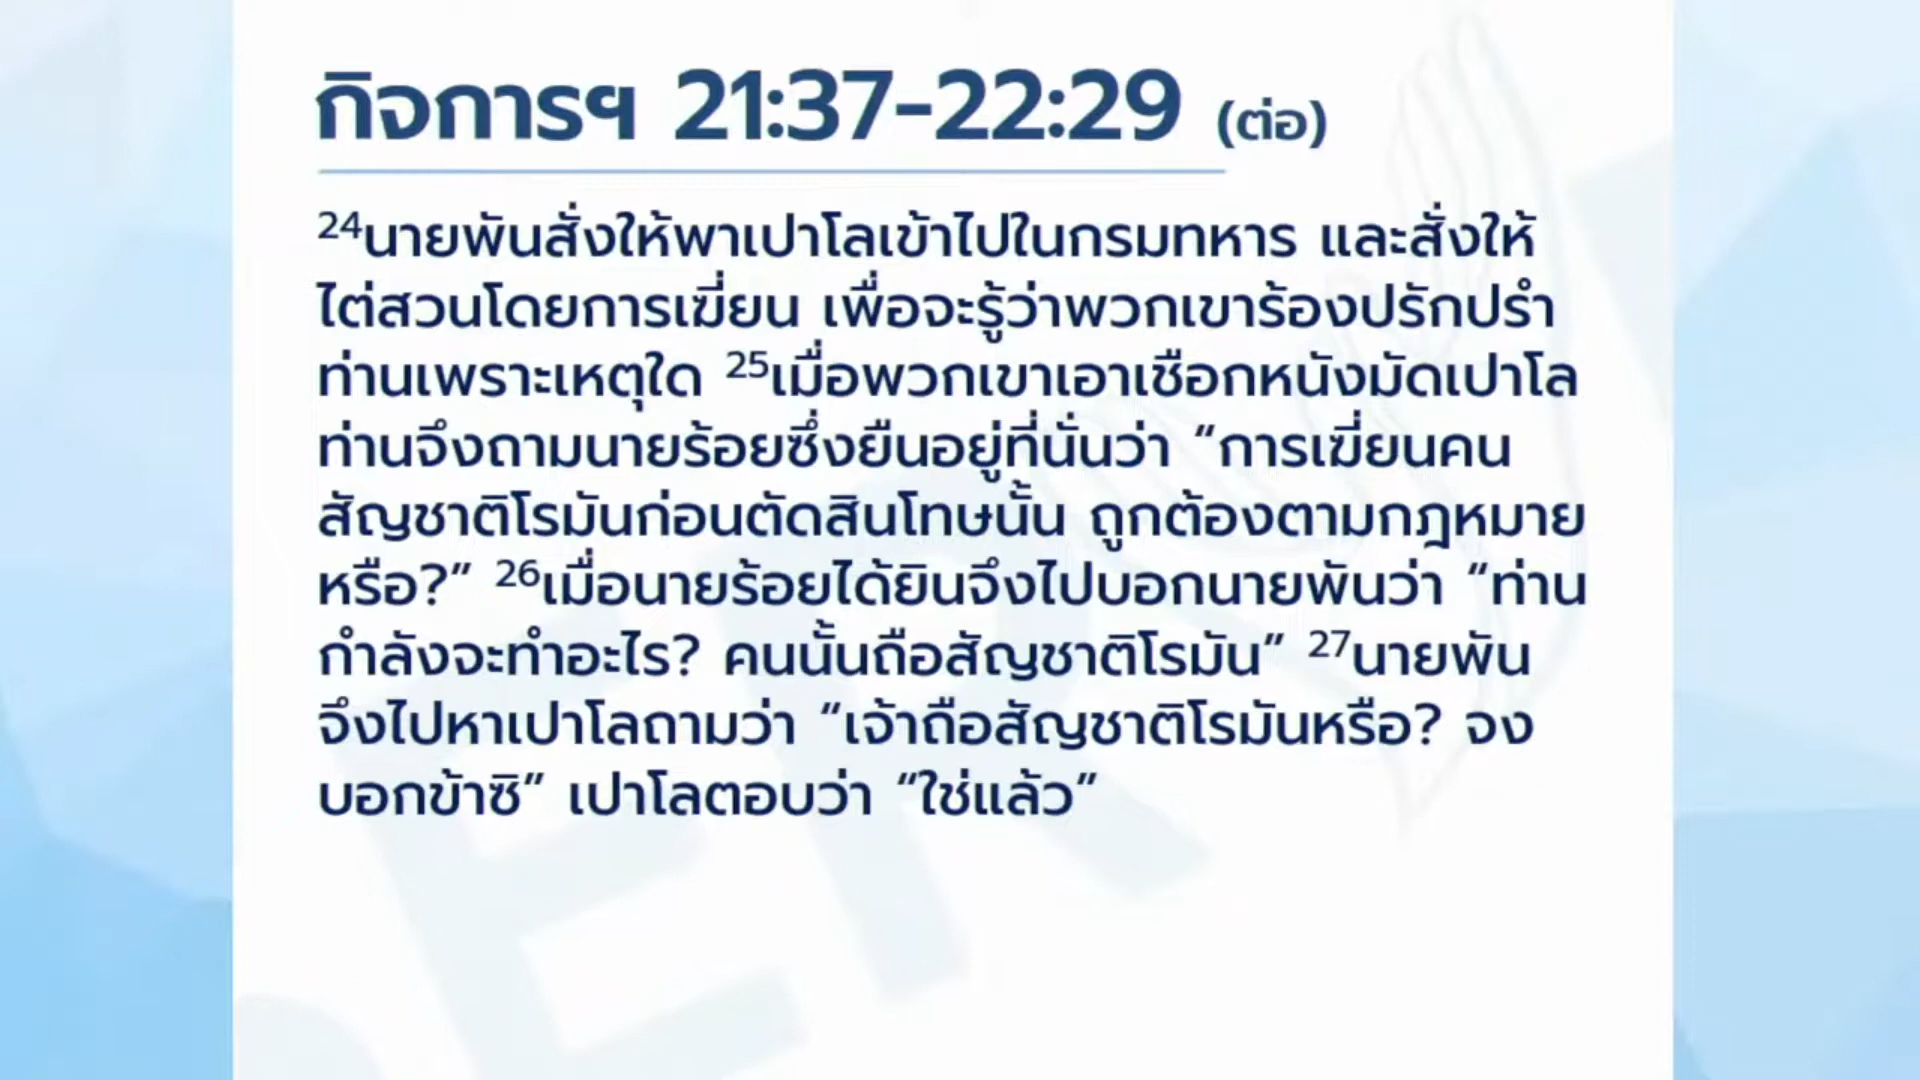 กิจการฯ 21:37-22:29 (ต่อ)
24นายพันสั่งให้พาเปาโลเข้าไปในกรมทหาร และสั่งให้
ไต่สวนโดยการเฆี่ยน เพื่อจะรู้ว่าพวกเขาร้องปรักปรำ
ท่านเพราะเหตุใด 25เมื่อพวกเขาเอาเชือกหนังมัดเปาโล
ท่านจึงถามนายร้อยซึ่งยืนอยู่ที่นั่นว่า “การเฆี่ยนคน
สัญชาติโรมันก่อนตัดสินโทษนั้น ถูกต้องตามกฎหมาย
หรือ?” 26เมื่อนายร้อยได้ยินจึงไปบอกนายพันว่า “ท่าน
กำลังจะทำอะไร? คนนั้นถือสัญชาติโรมัน” 27นายพัน
จึงไปหาเปาโลถามว่า “เจ้าถือสัญชาติโรมันหรือ? จง
บอกข้าซิ” เปาโลตอบว่า “ใช่แล้ว”